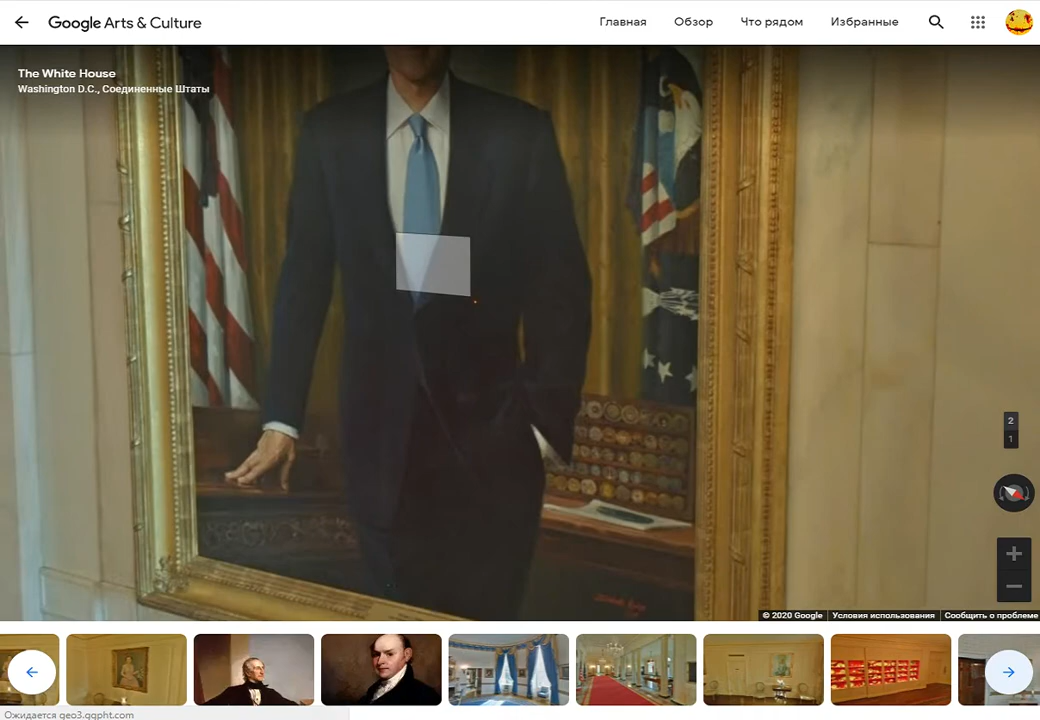 Google Arts & Culture
Главная Обзор Что рядом Избранные
The White House
Washington D.C., Соединенные Штаты
2
1
© 2020 Google Условия использования Сообщить о проблеме
Ожидается geo3.ggpht.com